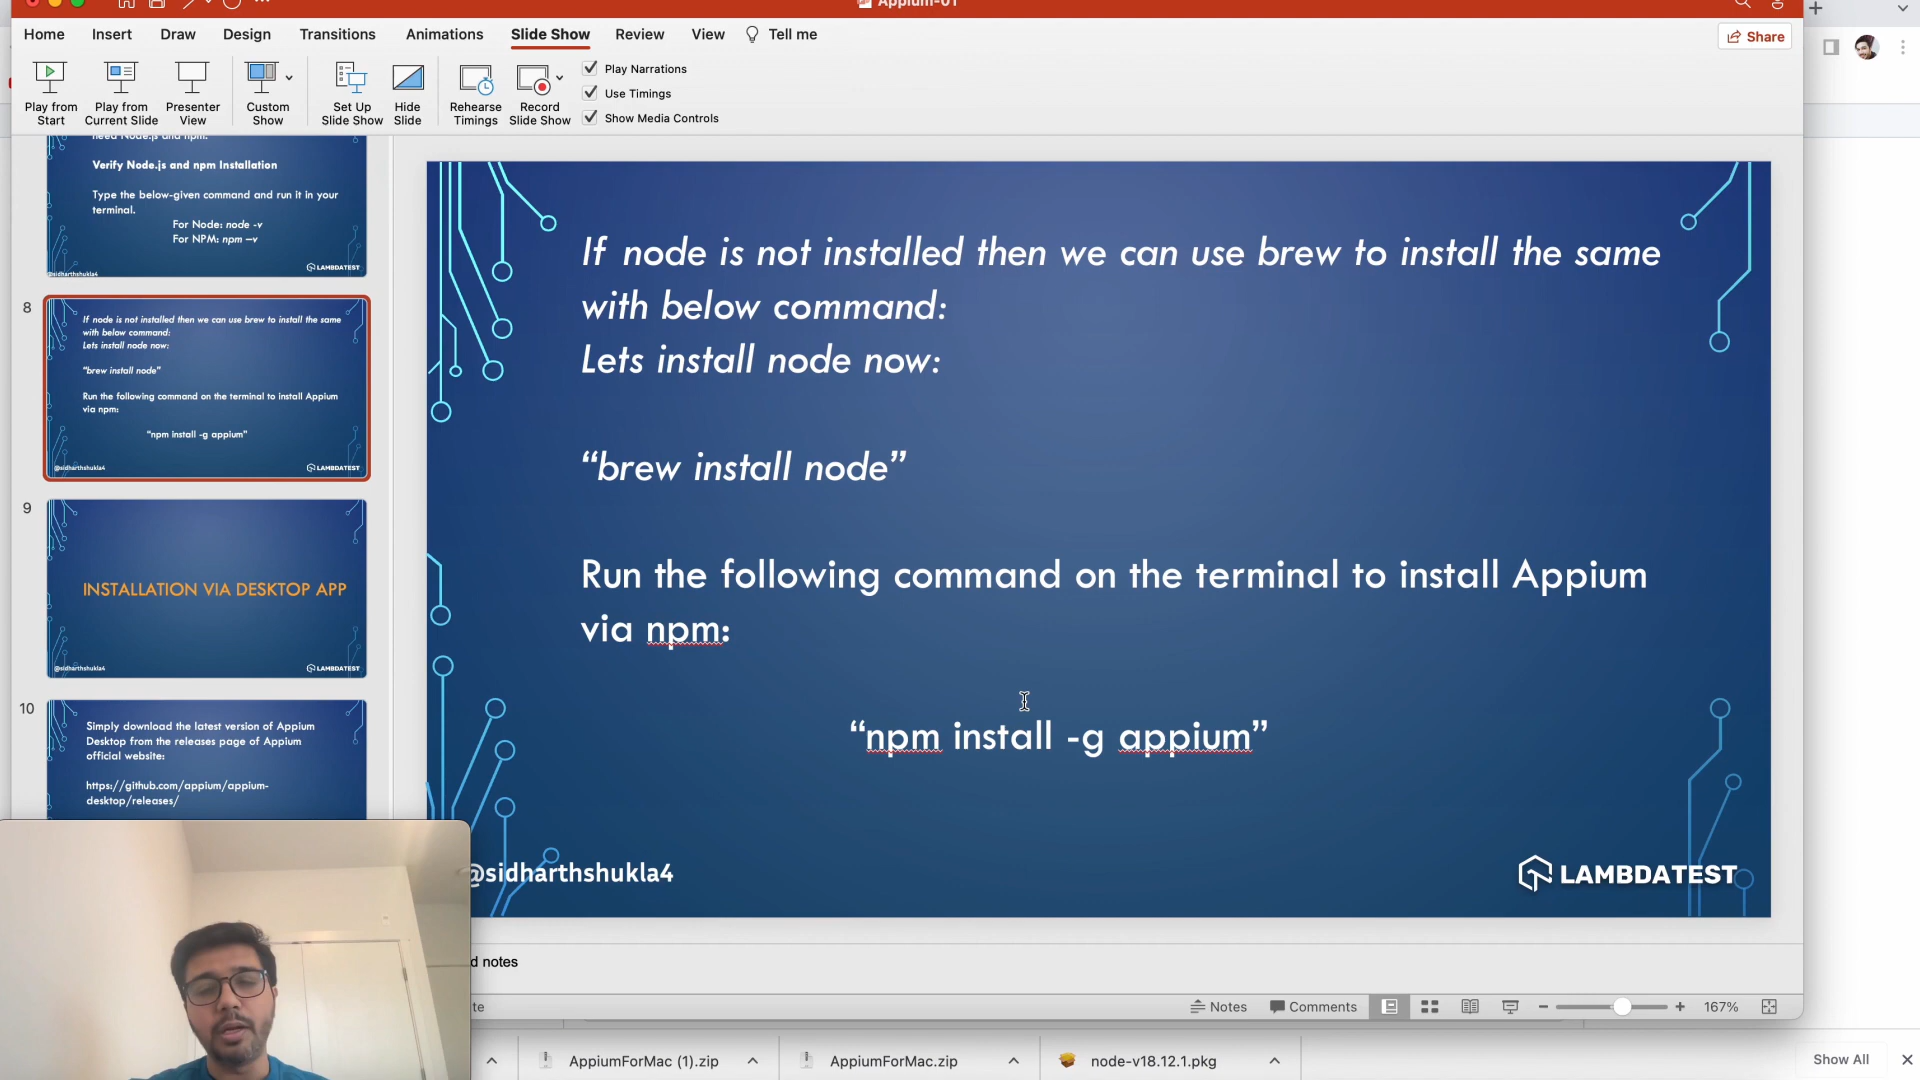 Appium-01
Home Insert Draw Design Transitions Animations Slide Show Review View Tell me
Share
Play from Start
Play from Current Slide
Presenter View
Custom Show
Set Up Slide Show
Hide Slide
Rehearse Timings
Record Slide Show
Play Narrations
Use Timings
Show Media Controls
need Node.js and npm.
Verify Node.js and npm Installation
Type the below-given command and run it in your
terminal.
For Node: node -v
For NPM: npm –v
@sidharthshukla4
LAMBDATEST
8
If node is not installed then we can use brew to install the same
with below command:
Lets install node now:
“brew install node”
Run the following command on the terminal to install Appium
via npm:
“npm install -g appium”
@sidharthshukla4
LAMBDATEST
9
INSTALLATION VIA DESKTOP APP
@sidharthshukla4
LAMBDATEST
10
Simply download the latest version of Appium
Desktop from the releases page of Appium
official website:
https://github.com/appium/appium-
desktop/releases/
If node is not installed then we can use brew to install the same
with below command:
Lets install node now:
“brew install node”
Run the following command on the terminal to install Appium
via npm:
“npm install -g appium”
@sidharthshukla4
LAMBDATEST
d notes
te
Notes Comments 167%
AppiumForMac (1).zip
AppiumForMac.zip
node-v18.12.1.pkg
Show All